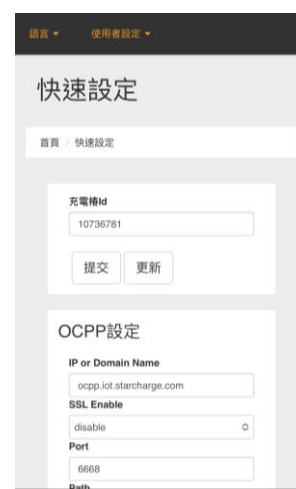 語言 使用者設定
快速設定
首頁 / 快速設定
充電樁Id
10736781
提交 更新
OCPP設定
IP or Domain Name
ocpp.iot.starcharge.com
SSL Enable
disable
Port
6668
Path